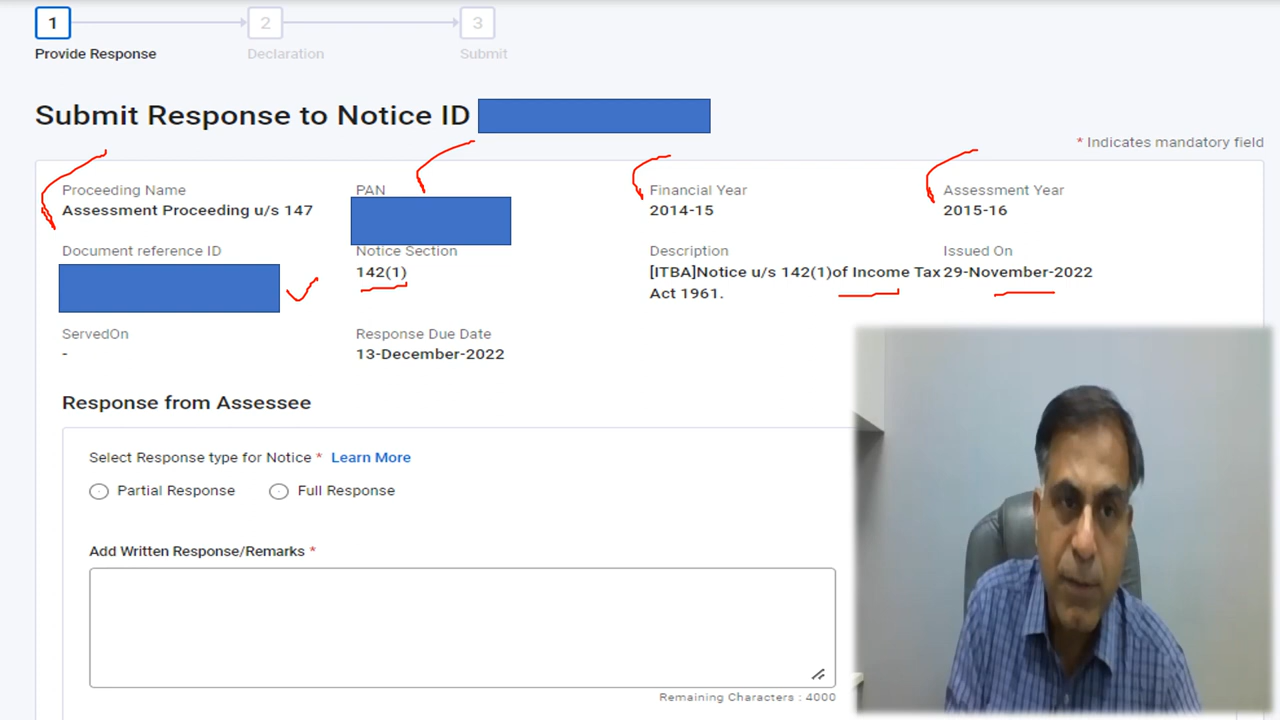 1
2
3
Provide Response
Declaration
Submit
Submit Response to Notice ID
* Indicates mandatory field
Proceeding Name
Assessment Proceeding u/s 147
PAN
Financial Year
2014-15
Assessment Year
2015-16
Document reference ID
Notice Section
142(1)
Description
[ITBA]Notice u/s 142(1)of Income Tax
Act 1961.
Issued On
29-November-2022
ServedOn
-
Response Due Date
13-December-2022
Response from Assessee
Select Response type for Notice * Learn More
Partial Response
Full Response
Add Written Response/Remarks *
Remaining Characters : 4000